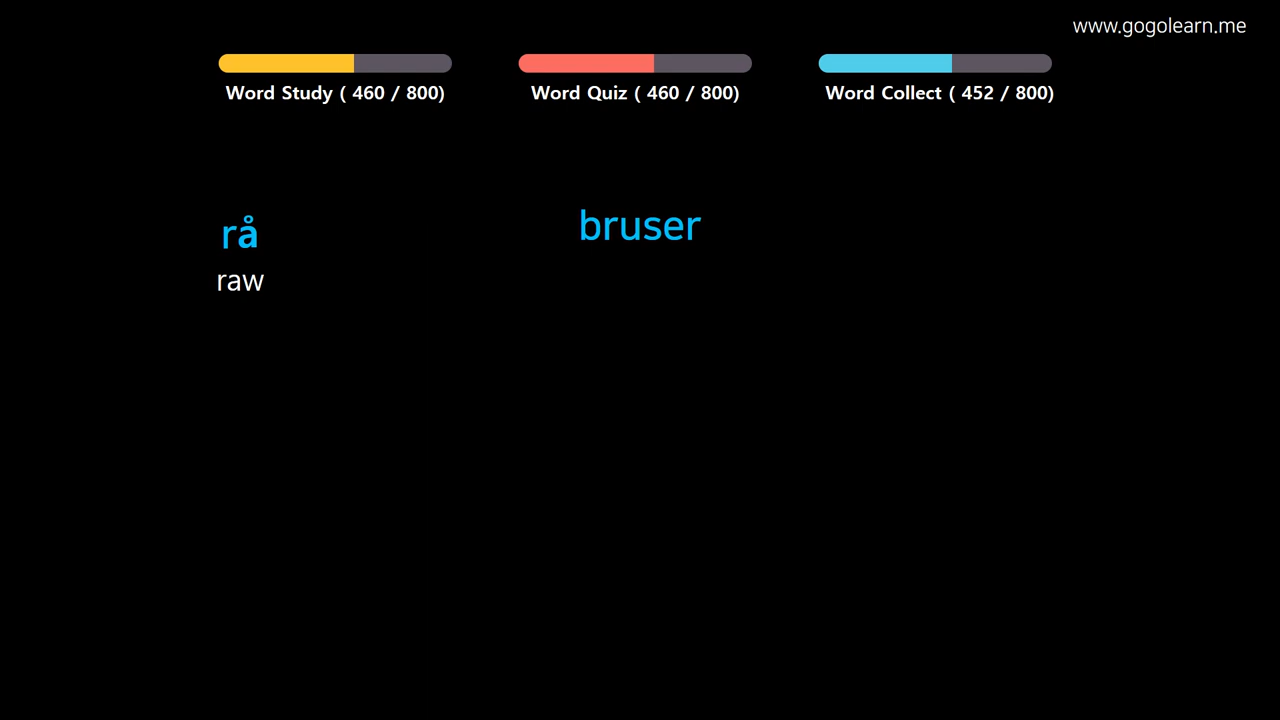 www.gogolearn.me
Word Study ( 460 / 800)
Word Quiz ( 460 / 800)
Word Collect ( 452 / 800)
rå
raw
bruser